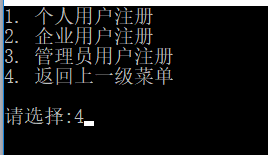 1. 个人用户注册
2. 企业用户注册
3. 管理员用户注册
4. 返回上一级菜单
请选择:4